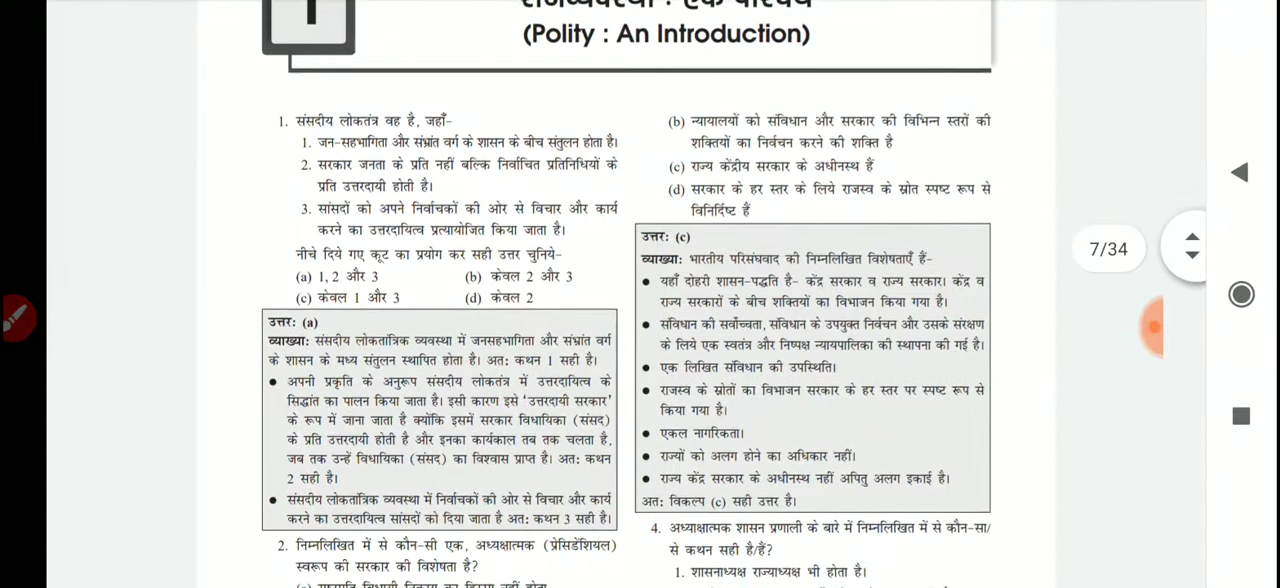 1
राजव्यवस्था : एक परिचय
(Polity : An Introduction)
1. संसदीय लोकतंत्र वह है, जहाँ-
1. जन-सहभागिता और संभ्रांत वर्ग के शासन के बीच संतुलन होता है।
2. सरकार जनता के प्रति नहीं बल्कि निर्वाचित प्रतिनिधियों के
प्रति उत्तरदायी होती है।
3. सांसदों को अपने निर्वाचकों की ओर से विचार और कार्य
करने का उत्तरदायित्व प्रत्यायोजित किया जाता है।
नीचे दिये गए कूट का प्रयोग कर सही उत्तर चुनिये-
(a) 1, 2 और 3 (b) केवल 2 और 3
(c) केवल 1 और 3 (d) केवल 2
उत्तर: (a)
व्याख्या: संसदीय लोकतांत्रिक व्यवस्था में जनसहभागिता और संभ्रांत वर्ग
के शासन के मध्य संतुलन स्थापित होता है। अत: कथन 1 सही है।
● अपनी प्रकृति के अनुरूप संसदीय लोकतंत्र में उत्तरदायित्व के
सिद्धांत का पालन किया जाता है। इसी कारण इसे 'उत्तरदायी सरकार'
के रूप में जाना जाता है क्योंकि इसमें सरकार विधायिका (संसद)
के प्रति उत्तरदायी होती है और इनका कार्यकाल तब तक चलता है,
जब तक उन्हें विधायिका (संसद) का विश्वास प्राप्त है। अत: कथन
2 सही है।
● संसदीय लोकतांत्रिक व्यवस्था में निर्वाचकों की ओर से विचार और कार्य
करने का उत्तरदायित्व सांसदों को दिया जाता है अत: कथन 3 सही है।
2. निम्नलिखित में से कौन-सी एक, अध्यक्षात्मक (प्रेसिडेंशियल)
स्वरूप की सरकार की विशेषता है?
(b) न्यायालयों को संविधान और सरकार की विभिन्न स्तरों की
शक्तियों का निर्वचन करने की शक्ति है
(c) राज्य केंद्रीय सरकार के अधीनस्थ हैं
(d) सरकार के हर स्तर के लिये राजस्व के स्रोत स्पष्ट रूप से
विनिर्दिष्ट हैं
उत्तर: (c)
व्याख्या: भारतीय परिसंघवाद की निम्नलिखित विशेषताएँ हैं-
● यहाँ दोहरी शासन-पद्धति है- केंद्र सरकार व राज्य सरकार। केंद्र व
राज्य सरकारों के बीच शक्तियों का विभाजन किया गया है।
● संविधान की सर्वोच्चता, संविधान के उपयुक्त निर्वचन और उसके संरक्षण
के लिये एक स्वतंत्र और निष्पक्ष न्यायपालिका की स्थापना की गई है।
● एक लिखित संविधान की उपस्थिति।
● राजस्व के स्रोतों का विभाजन सरकार के हर स्तर पर स्पष्ट रूप से
किया गया है।
● एकल नागरिकता।
● राज्यों को अलग होने का अधिकार नहीं।
● राज्य केंद्र सरकार के अधीनस्थ नहीं अपितु अलग इकाई है।
अत: विकल्प (c) सही उत्तर है।
4. अध्याक्षात्मक शासन प्रणाली के बारे में निम्नलिखित में से कौन-सा/
से कथन सही है/हैं?
1. शासनाध्यक्ष राज्याध्यक्ष भी होता है।
7/34